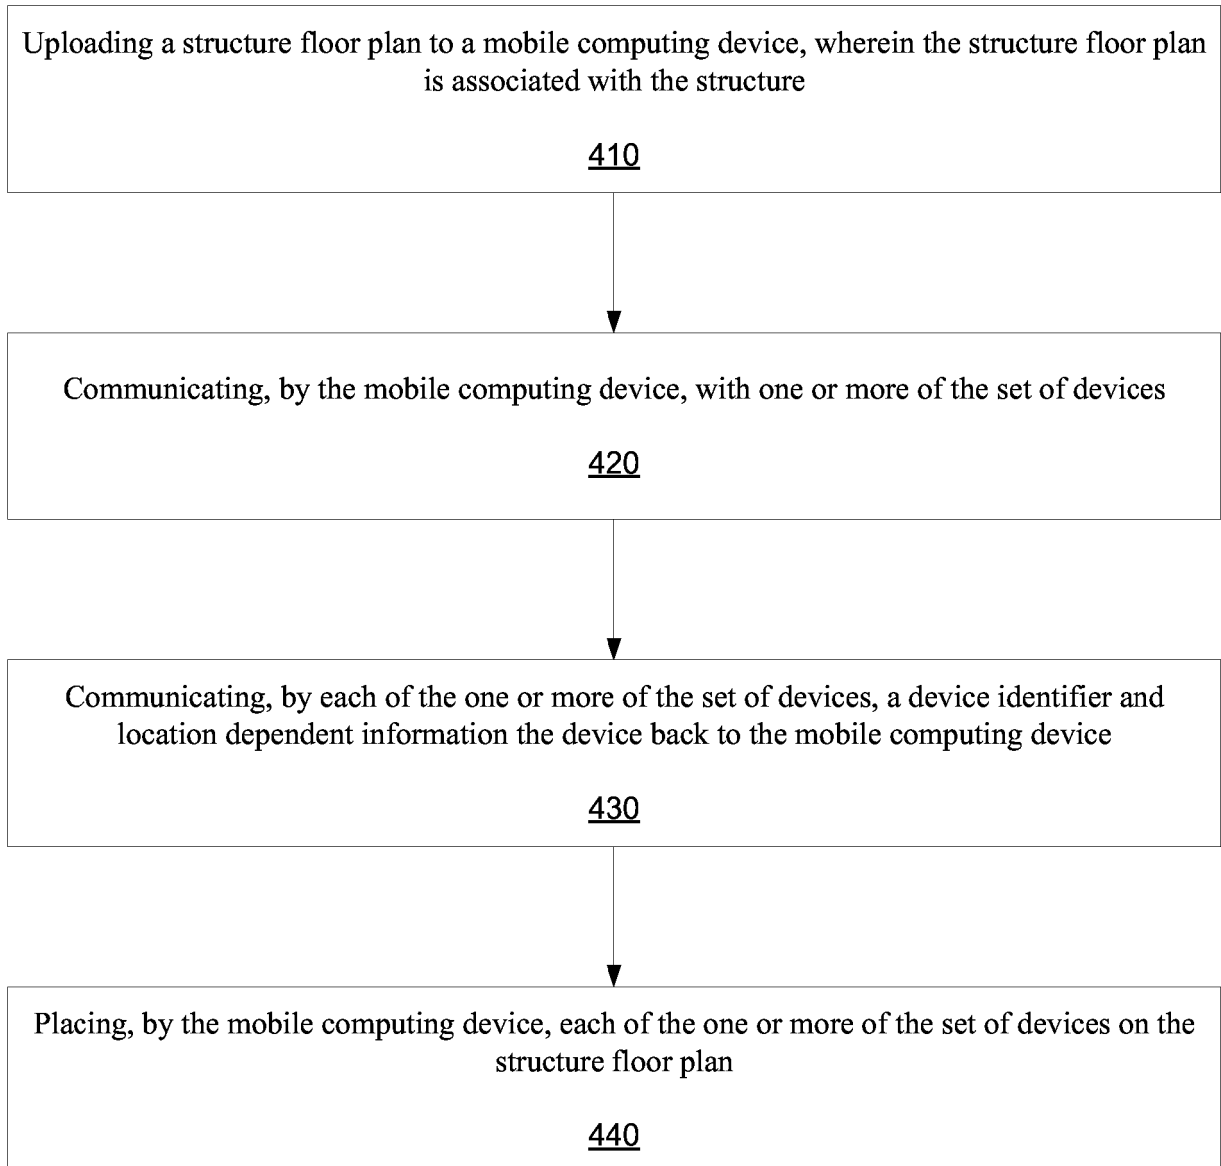 Uploading a structure floor plan to a mobile computing device, wherein the structure floor plan
is associated with the structure
410
Communicating, by the mobile computing device, with one or more of the set of devices
420
Communicating, by each of the one or more of the set of devices, a device identifier and
location dependent information the device back to the mobile computing device
430
Placing, by the mobile computing device, each of the one or more of the set of devices on the
structure floor plan
440